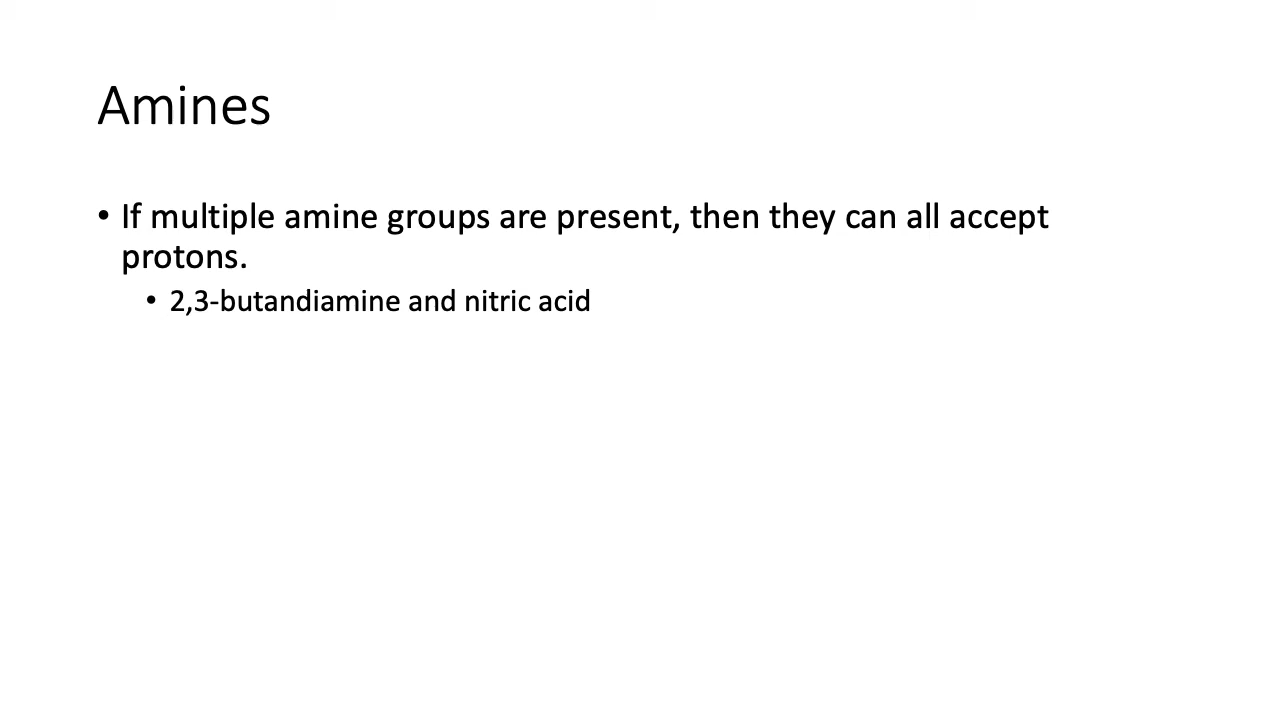 Amines
• If multiple amine groups are present, then they can all accept
protons.
• 2,3-butandiamine and nitric acid